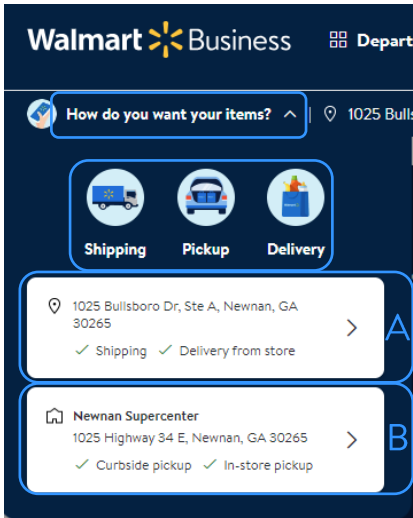 Walmart Business Depart
How do you want your items? | 1025 Bulls
Shipping Pickup Delivery
1025 Bullsboro Dr, Ste A, Newnan, GA
30265
Shipping Delivery from store
A
Newnan Supercenter
1025 Highway 34 E, Newnan, GA 30265
Curbside pickup In-store pickup
B